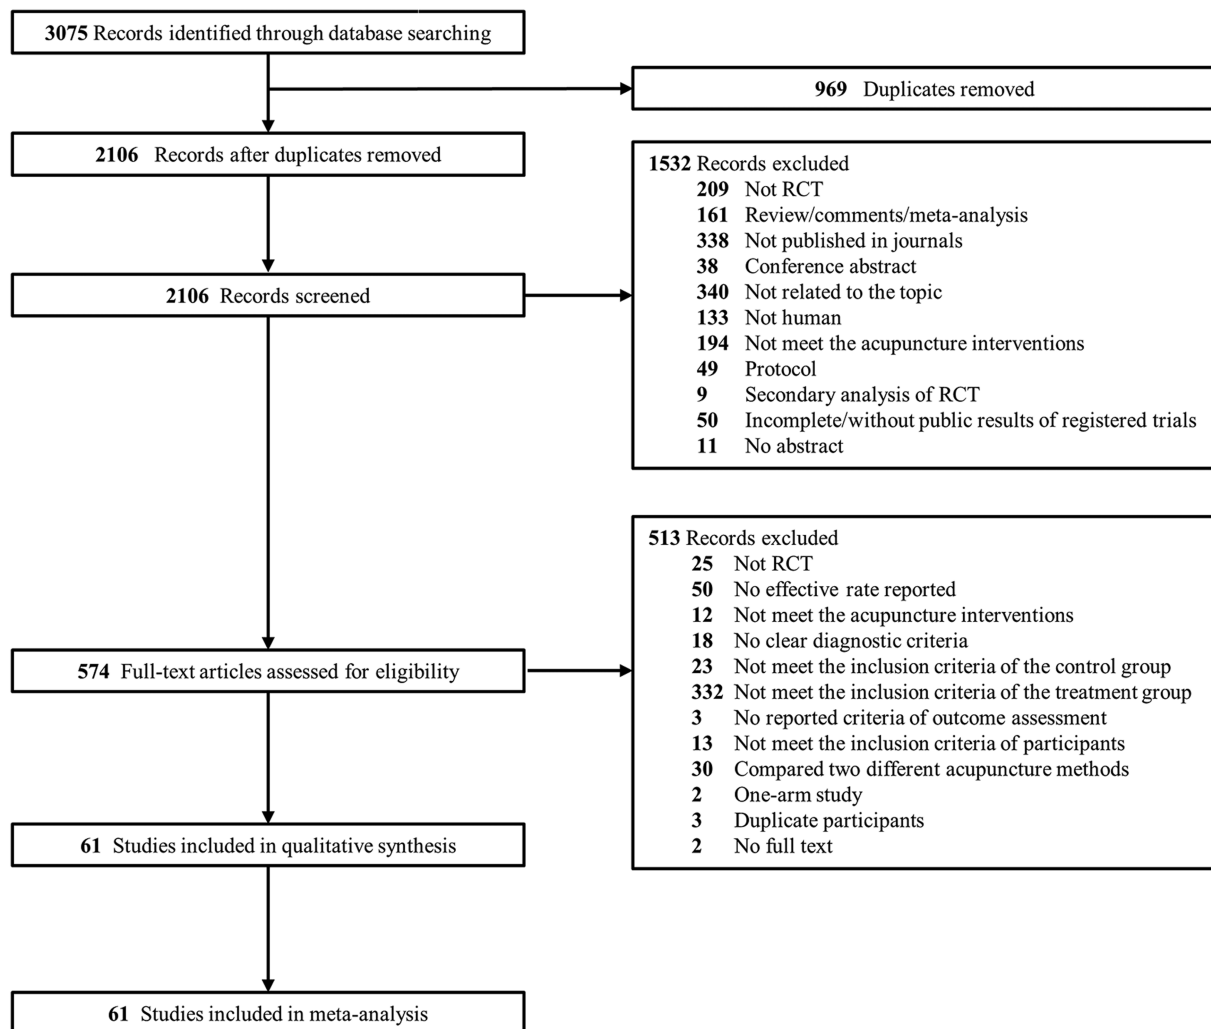 3075 Records identified through database searching
969 Duplicates removed
2106 Records after duplicates removed
1532 Records excluded
209 Not RCT
161 Review/comments/meta-analysis
338 Not published in journals
38 Conference abstract
340 Not related to the topic
133 Not human
194 Not meet the acupuncture interventions
49 Protocol
9 Secondary analysis of RCT
50 Incomplete/without public results of registered trials
11 No abstract
2106 Records screened
513 Records excluded
25 Not RCT
50 No effective rate reported
12 Not meet the acupuncture interventions
18 No clear diagnostic criteria
23 Not meet the inclusion criteria of the control group
332 Not meet the inclusion criteria of the treatment group
3 No reported criteria of outcome assessment
13 Not meet the inclusion criteria of participants
30 Compared two different acupuncture methods
2 One-arm study
3 Duplicate participants
2 No full text
574 Full-text articles assessed for eligibility
61 Studies included in qualitative synthesis
61 Studies included in meta-analysis